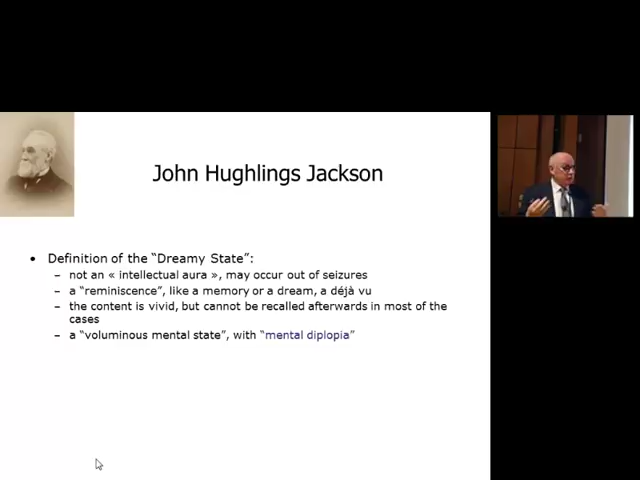 John Hughlings Jackson
• Definition of the “Dreamy State”:
– not an « intellectual aura », may occur out of seizures
– a “reminiscence”, like a memory or a dream, a déjà vu
– the content is vivid, but cannot be recalled afterwards in most of the
cases
– a “voluminous mental state”, with “mental diplopia”